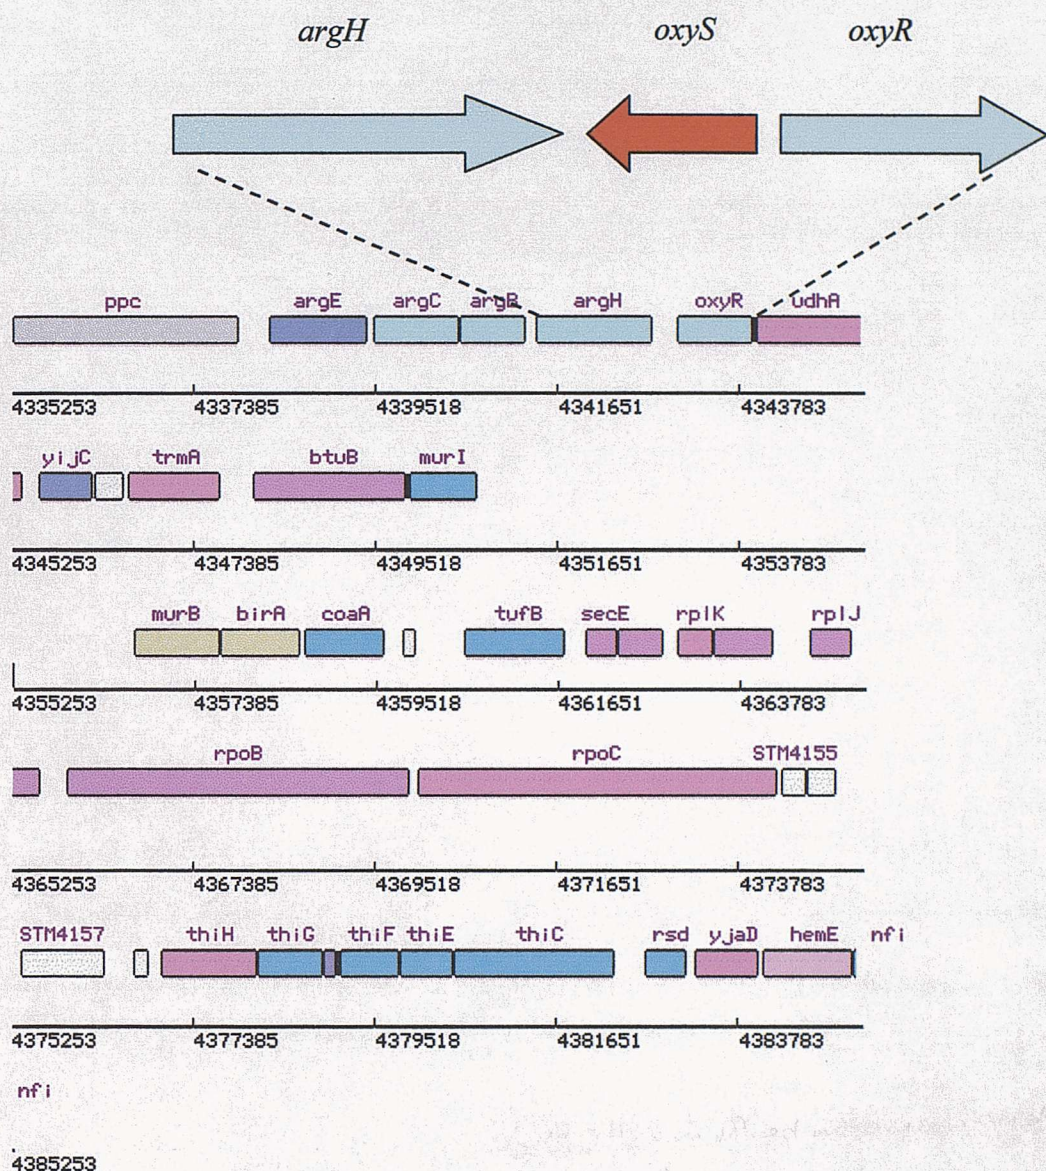 argH oxyS oxyR
ppc argE argC argB argH oxyR udhA
4335253 4337385 4339518 4341651 4343783
yijC trmA btuB murI
4345253 4347385 4349518 4351651 4353783
murB birA coaA tufB secE rplK rplJ
4355253 4357385 4359518 4361651 4363783
rpoB rpoC STM4155
4365253 4367385 4369518 4371651 4373783
STM4157 thiH thiG thiF thiE thiC rsd yjaD hemE nfi
4375253 4377385 4379518 4381651 4383783
nfi
4385253